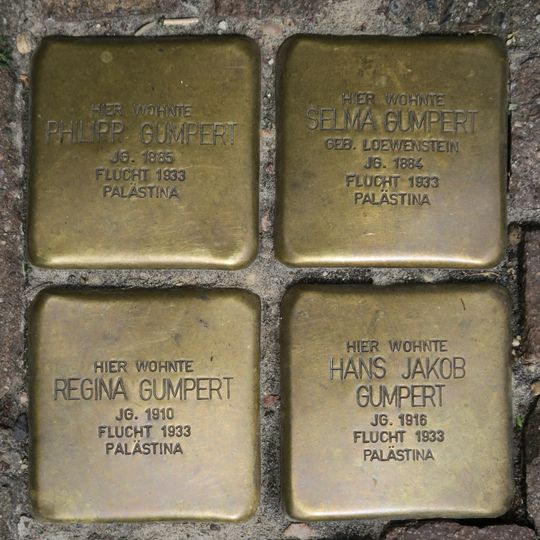 HIER WOHNTE
PHILIPP GUMPERT
JG. 1885
FLUCHT 1933
PALÄSTINA
HIER WOHNTE
SELMA GUMPERT
GEB. LOEWENSTEIN
JG. 1884
FLUCHT 1933
PALÄSTINA
HIER WOHNTE
REGINA GUMPERT
JG. 1910
FLUCHT 1933
PALÄSTINA
HIER WOHNTE
HANS JAKOB
GUMPERT
JG. 1916
FLUCHT 1933
PALÄSTINA